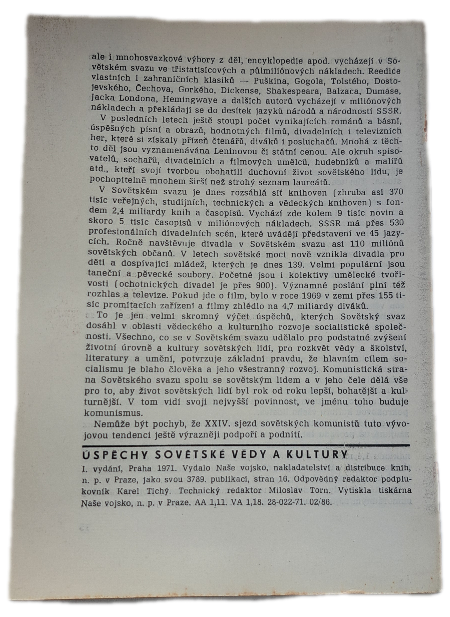 ale i mnohosvazkové výbory z děl, encyklopedie apod. vycházejí v So-
větském svazu ve třístatisícových a půlmiliónových nákladech. Reedice
vlastních i zahraničních klasiků — Puškina, Gogola, Tolstého, Dosto-
jevského, Čechova, Gorkého, Dickense, Shakespeara, Balzaca, Dumase,
Jacka Londona, Hemingwaye a dalších autorů vycházejí v miliónových
nákladech a překládají se do desítek jazyků národů a národností SSSR.
V posledních letech ještě stoupl počet vynikajících románů a básní,
úspěšných písní a obrazů, hodnotných filmů, divadelních i televizních
her, které si získaly přízeň čtenářů, diváků i posluchačů. Mnohá z těch-
to děl jsou vyznamenávána Leninovou či státní cenou. Ale okruh spiso-
vatelů, sochařů, divadelních a filmových umělců, hudebníků a malířů
atd., kteří svojí tvorbou obohatili duchovní život sovětského lidu, je
pochopitelně mnohem širší než strohý seznam laureátů.
V Sovětském svazu je dnes rozsáhlá síť knihoven (zhruba asi 370
tisíc veřejných, studijních, technických a vědeckých knihoven) s fon-
dem 2,4 miliardy knih a časopisů. Vychází zde kolem 9 tisíc novin a
skoro 5 tisíc časopisů v miliónových nákladech. SSSR má přes 530
profesionálních divadelních scén, které uvádějí představení ve 45 jazy-
cích. Ročně navštěvuje divadla v Sovětském svazu asi 110 miliónů
sovětských občanů. V letech sovětské moci nově vznikla divadla pro
děti a dospívající mládež, kterých je dnes 139. Velmi populární jsou
taneční a pěvecké soubory. Početné jsou i kolektivy umělecké tvoři-
vosti (ochotnických divadel je přes 900). Významné poslání plní též
rozhlas a televize. Pokud jde o film, bylo v roce 1969 v zemi přes 155 ti-
síc promítacích zařízení a filmy zhlédlo na 4,7 miliardy diváků.
To je jen velmi skromný výčet úspěchů, kterých Sovětský svaz
dosáhl v oblasti vědeckého a kulturního rozvoje socialistické společ-
nosti. Všechno, co se v Sovětském svazu udělalo pro podstatné zvýšení
životní úrovně a kultury sovětských lidí, pro rozkvět vědy a školství,
literatury a umění, potvrzuje základní pravdu, že hlavním cílem so-
cialismu je blaho člověka a jeho všestranný rozvoj. Komunistická stra-
na Sovětského svazu spolu se sovětským lidem a v jeho čele dělá vše
pro to, aby život sovětských lidí byl rok od roku lepší, bohatější a kul-
turnější. V tom vidí svoji nejvyšší povinnost, ve jménu toho buduje
komunismus.
Nemůže být pochyb, že XXIV. sjezd sovětských komunistů tuto vývo-
jovou tendenci ještě výrazněji podpoří a podnítí.
ÚSPĚCHY SOVĚTSKÉ VĚDY A KULTURY
I. vydání, Praha 1971. Vydalo Naše vojsko, nakladatelství a distribuce knih,
n. p. v Praze, jako svou 3789. publikaci, stran 16. Odpovědný redaktor podplu-
kovník Karel Tichý. Technický redaktor Miloslav Torn. Vytiskla tiskárna
Naše vojsko, n. p. v Praze. AA 1,11. VA 1,18. 28-022-71. 02/86.